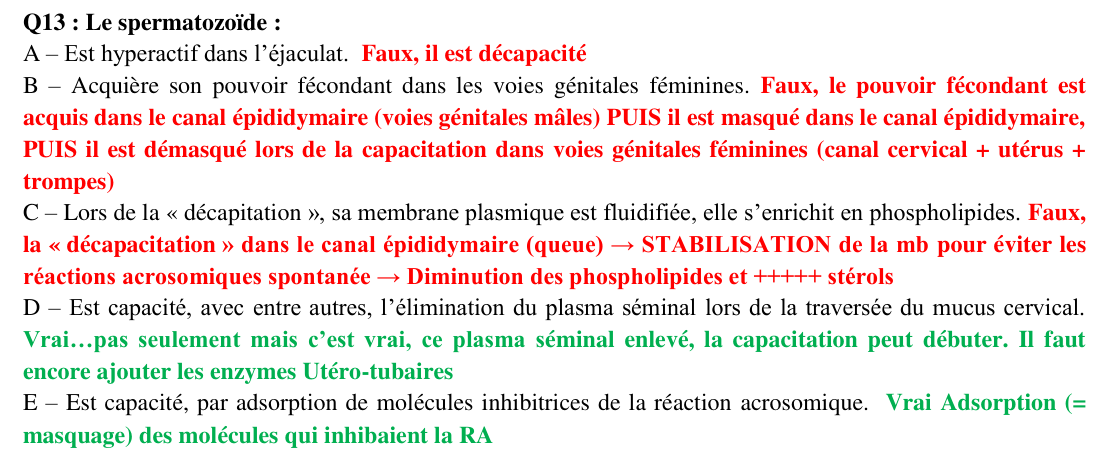 Q13 : Le spermatozoïde :
A – Est hyperactif dans l’éjaculat. Faux, il est décapacité
B – Acquière son pouvoir fécondant dans les voies génitales féminines. Faux, le pouvoir fécondant est
acquis dans le canal épididymaire (voies génitales mâles) PUIS il est masqué dans le canal épididymaire,
PUIS il est démasqué lors de la capacitation dans voies génitales féminines (canal cervical + utérus +
trompes)
C – Lors de la « décapitation », sa membrane plasmique est fluidifiée, elle s’enrichit en phospholipides. Faux,
la « décapacitation » dans le canal épididymaire (queue) → STABILISATION de la mb pour éviter les
réactions acrosomiques spontanée → Diminution des phospholipides et +++++ stérols
D – Est capacité, avec entre autres, l’élimination du plasma séminal lors de la traversée du mucus cervical.
Vrai…pas seulement mais c’est vrai, ce plasma séminal enlevé, la capacitation peut débuter. Il faut
encore ajouter les enzymes Utéro-tubaires
E – Est capacité, par adsorption de molécules inhibitrices de la réaction acrosomique. Vrai Adsorption (=
masquage) des molécules qui inhibaient la RA